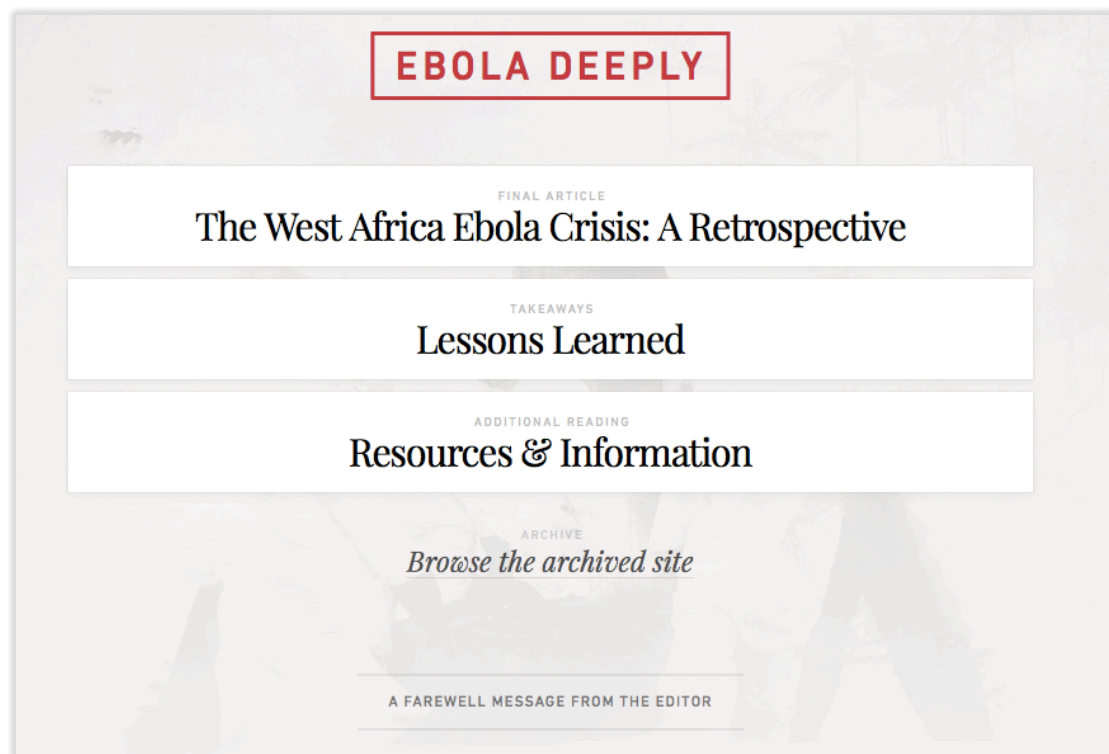 EBOLA DEEPLY
FINAL ARTICLE
The West Africa Ebola Crisis: A Retrospective
TAKEAWAYS
Lessons Learned
ADDITIONAL READING
Resources & Information
ARCHIVE
Browse the archived site
A FAREWELL MESSAGE FROM THE EDITOR